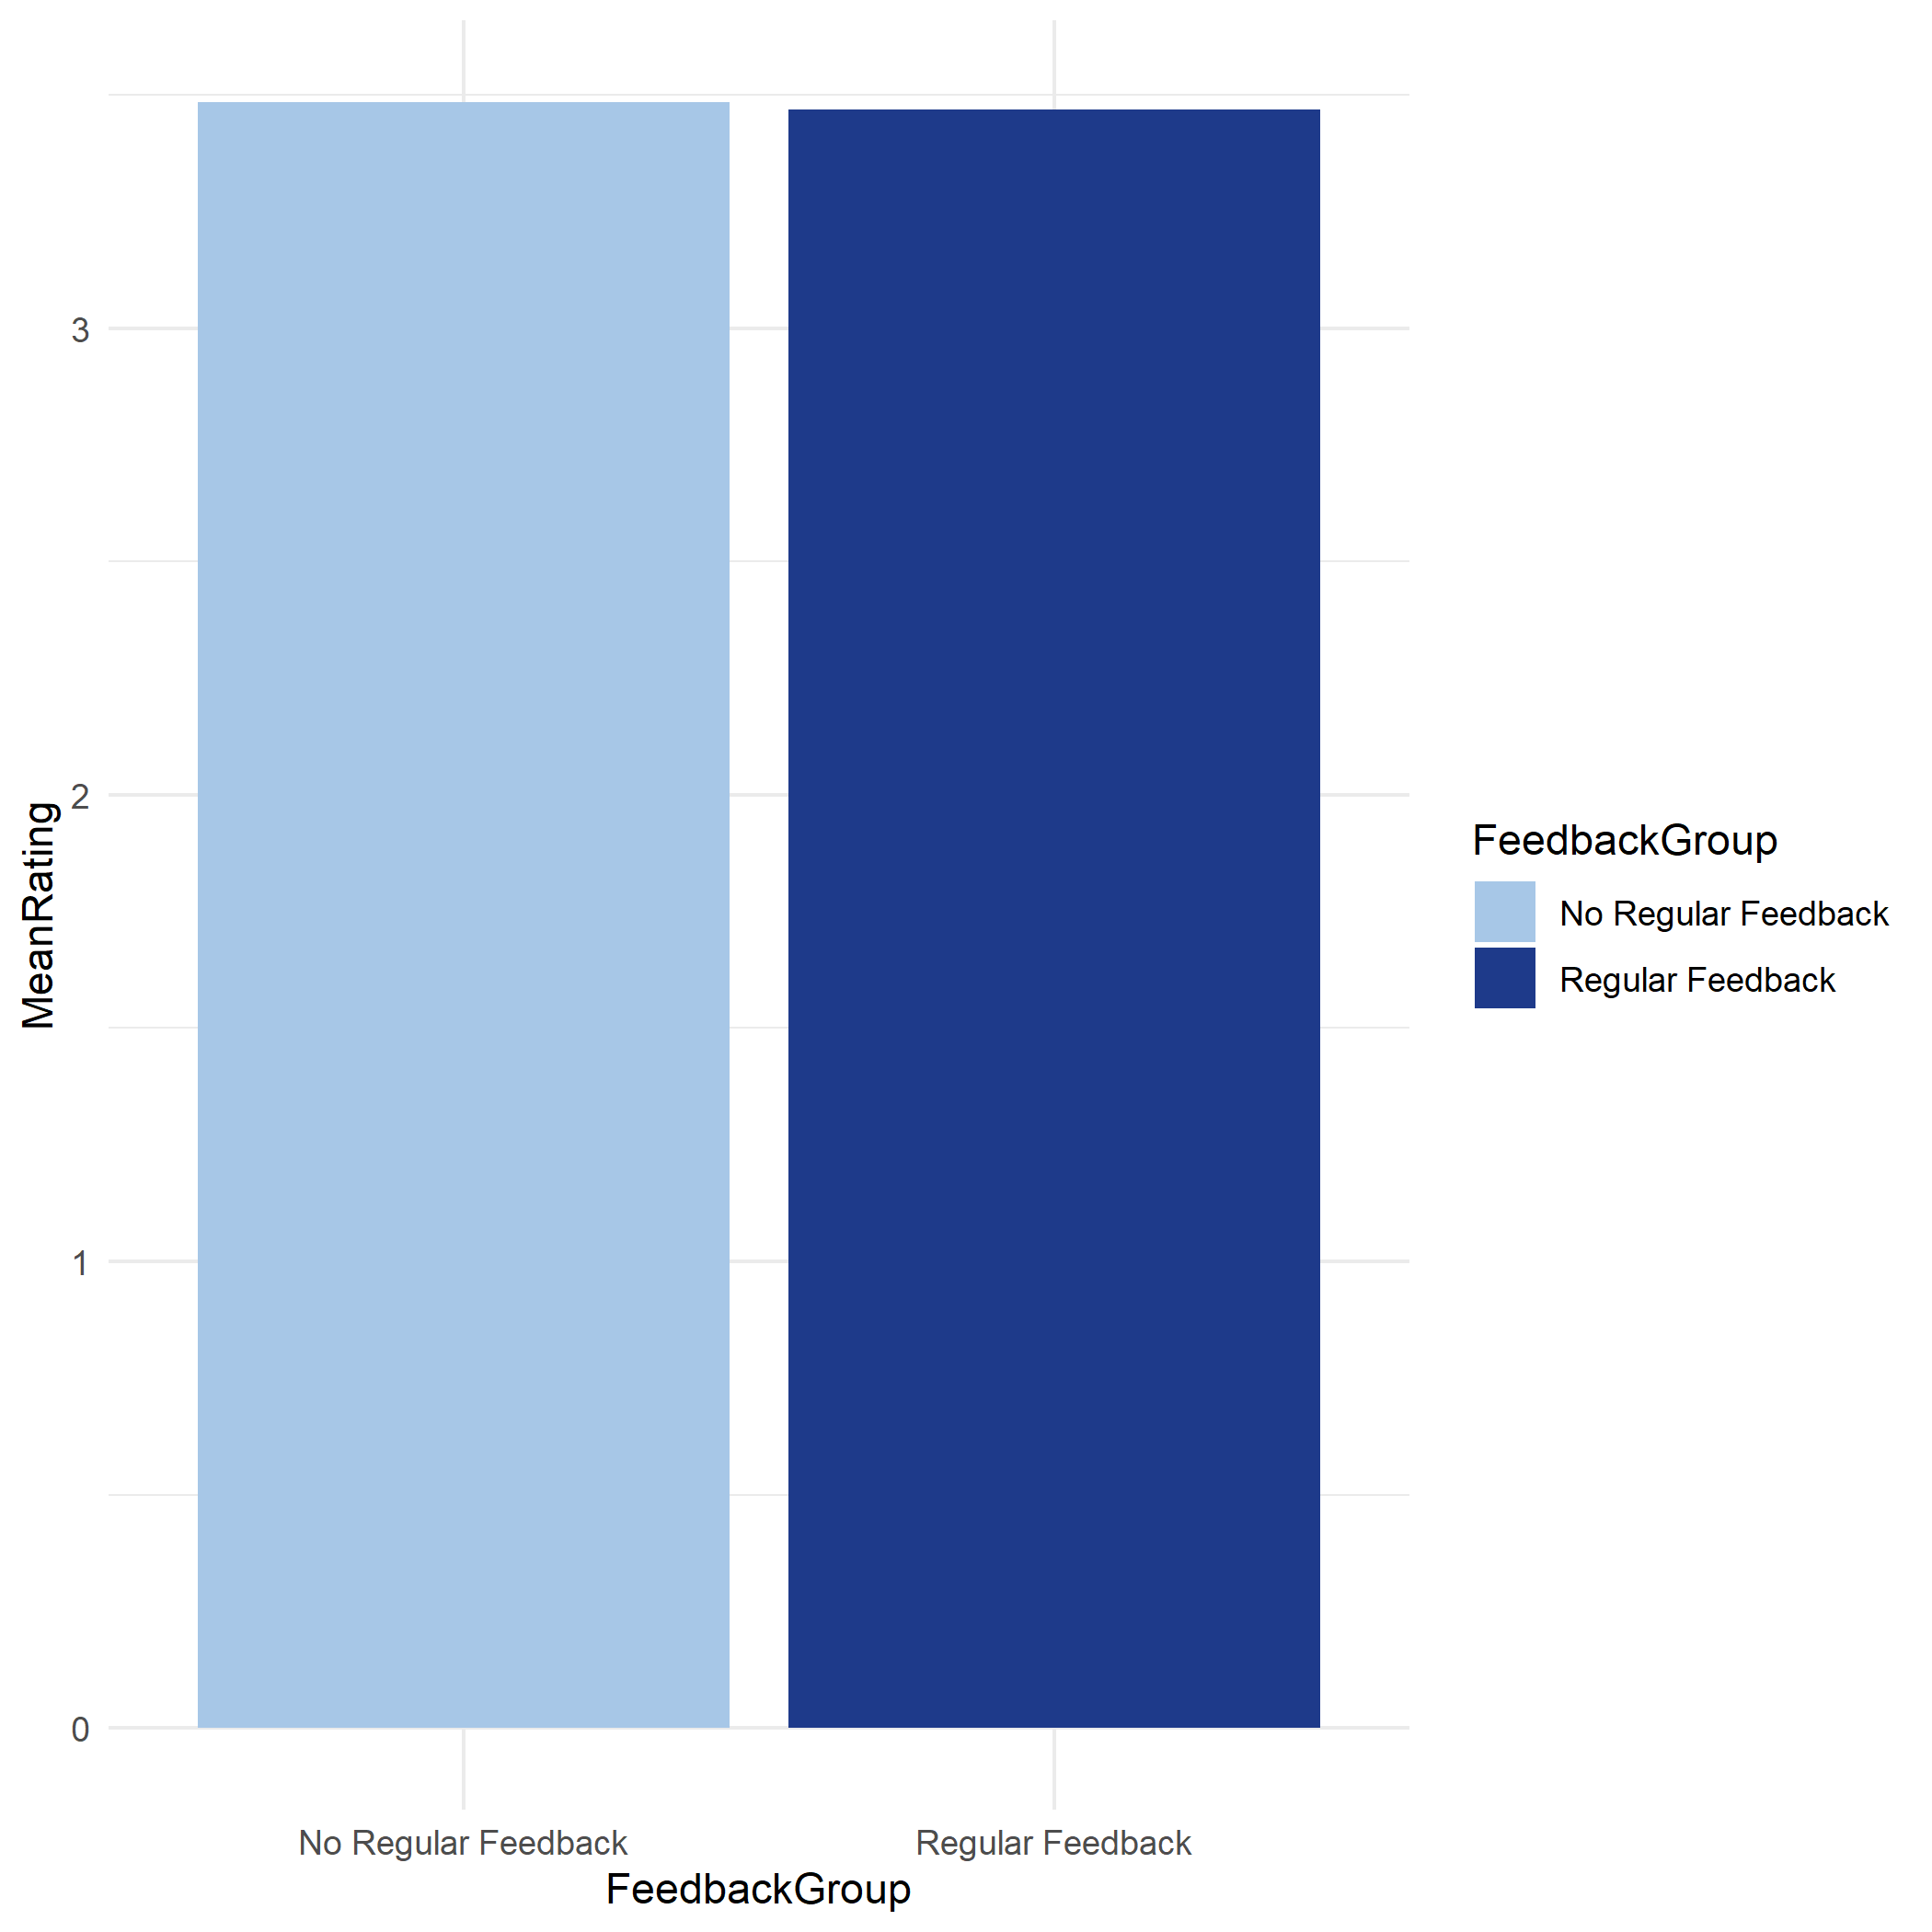 MeanRating
3
2
1
0
No Regular Feedback
Regular Feedback
FeedbackGroup
FeedbackGroup
No Regular Feedback
Regular Feedback